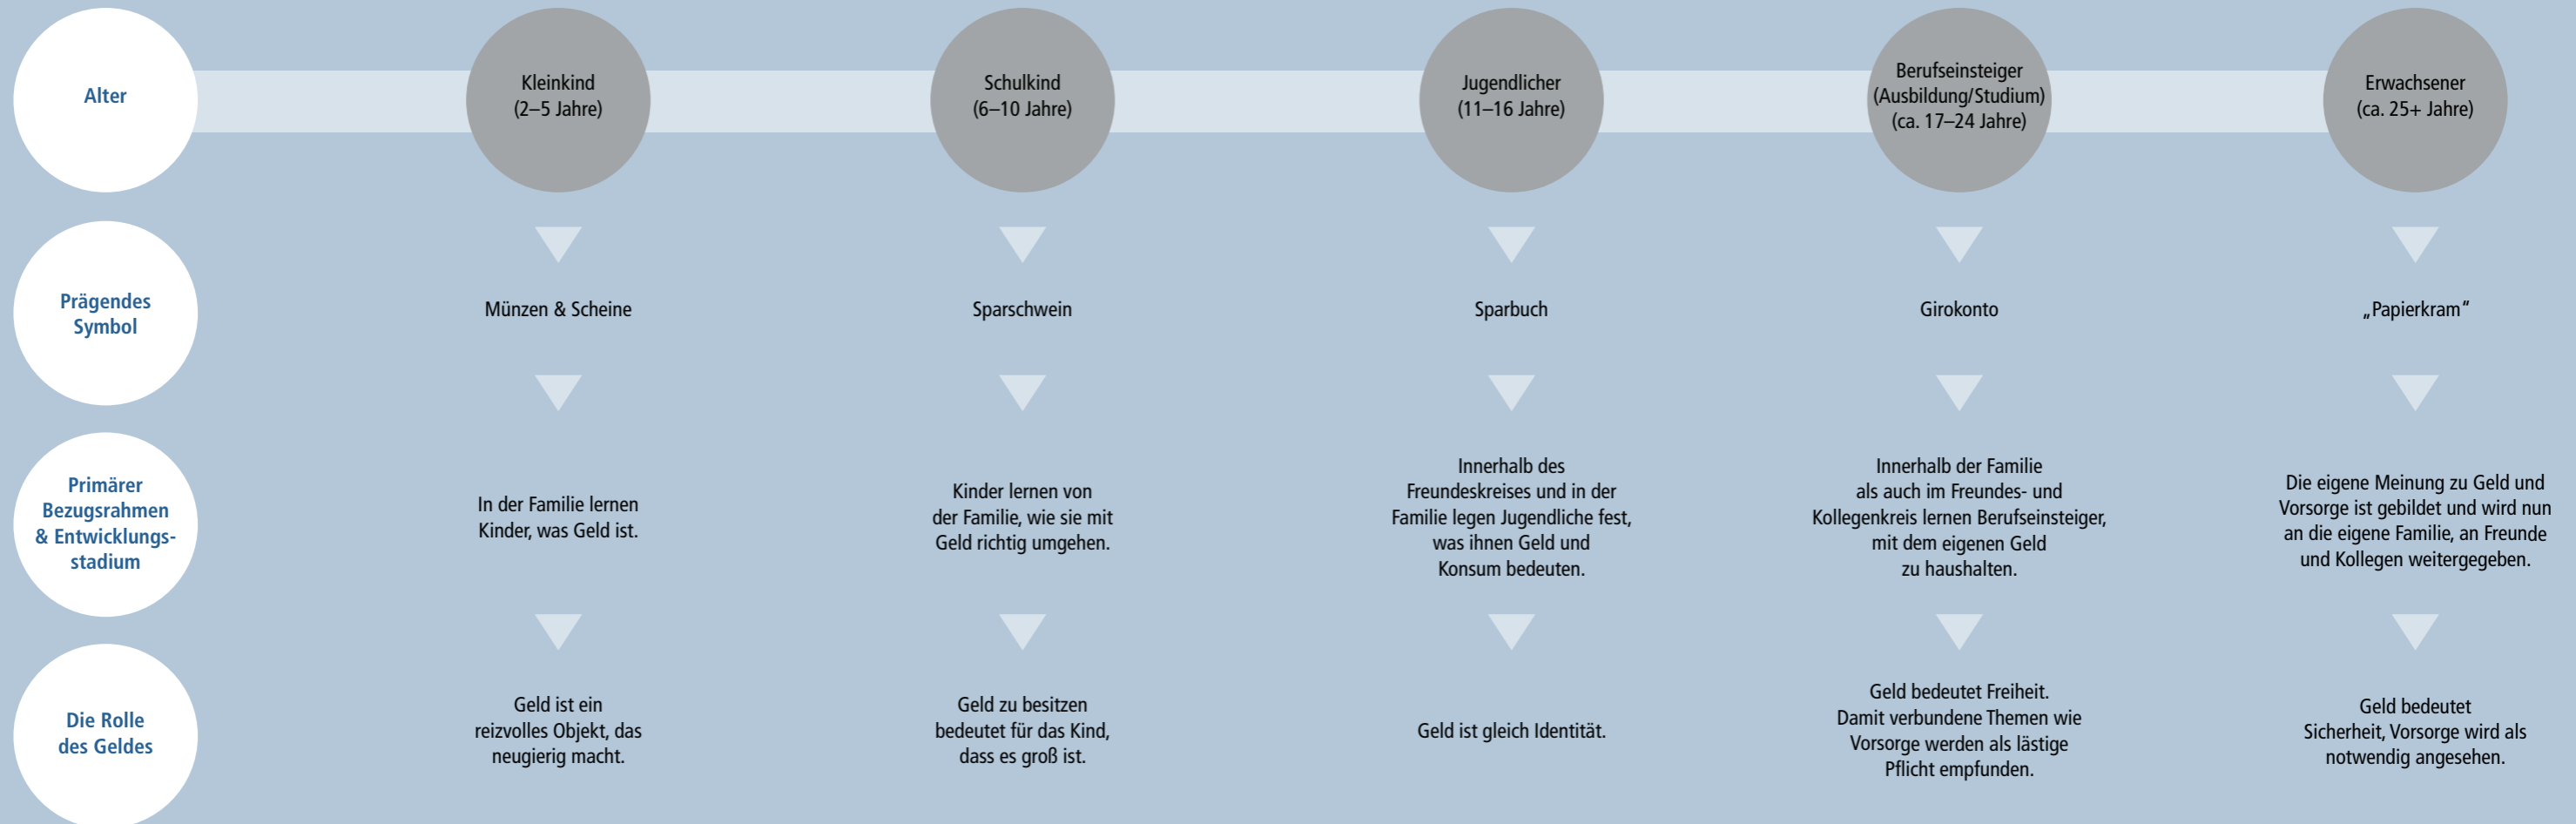 Alter
Kleinkind
(2–5 Jahre)
Schulkind
(6–10 Jahre)
Jugendlicher
(11–16 Jahre)
Berufseinsteiger
(Ausbildung/Studium)
(ca. 17–24 Jahre)
Erwachsener
(ca. 25+ Jahre)
Prägendes
Symbol
Münzen & Scheine
Sparschwein
Sparbuch
Girokonto
„Papierkram“
Primärer
Bezugsrahmen
& Entwicklungs-
stadium
In der Familie lernen
Kinder, was Geld ist.
Kinder lernen von
der Familie, wie sie mit
Geld richtig umgehen.
Innerhalb des
Freundeskreises und in der
Familie legen Jugendliche fest,
was ihnen Geld und
Konsum bedeuten.
Innerhalb der Familie
als auch im Freundes- und
Kollegenkreis lernen Berufseinsteiger,
mit dem eigenen Geld
zu haushalten.
Die eigene Meinung zu Geld und
Vorsorge ist gebildet und wird nun
an die eigene Familie, an Freunde
und Kollegen weitergegeben.
Die Rolle
des Geldes
Geld ist ein
reizvolles Objekt, das
neugierig macht.
Geld zu besitzen
bedeutet für das Kind,
dass es groß ist.
Geld ist gleich Identität.
Geld bedeutet Freiheit.
Damit verbundene Themen wie
Vorsorge werden als lästige
Pflicht empfunden.
Geld bedeutet
Sicherheit, Vorsorge wird als
notwendig angesehen.